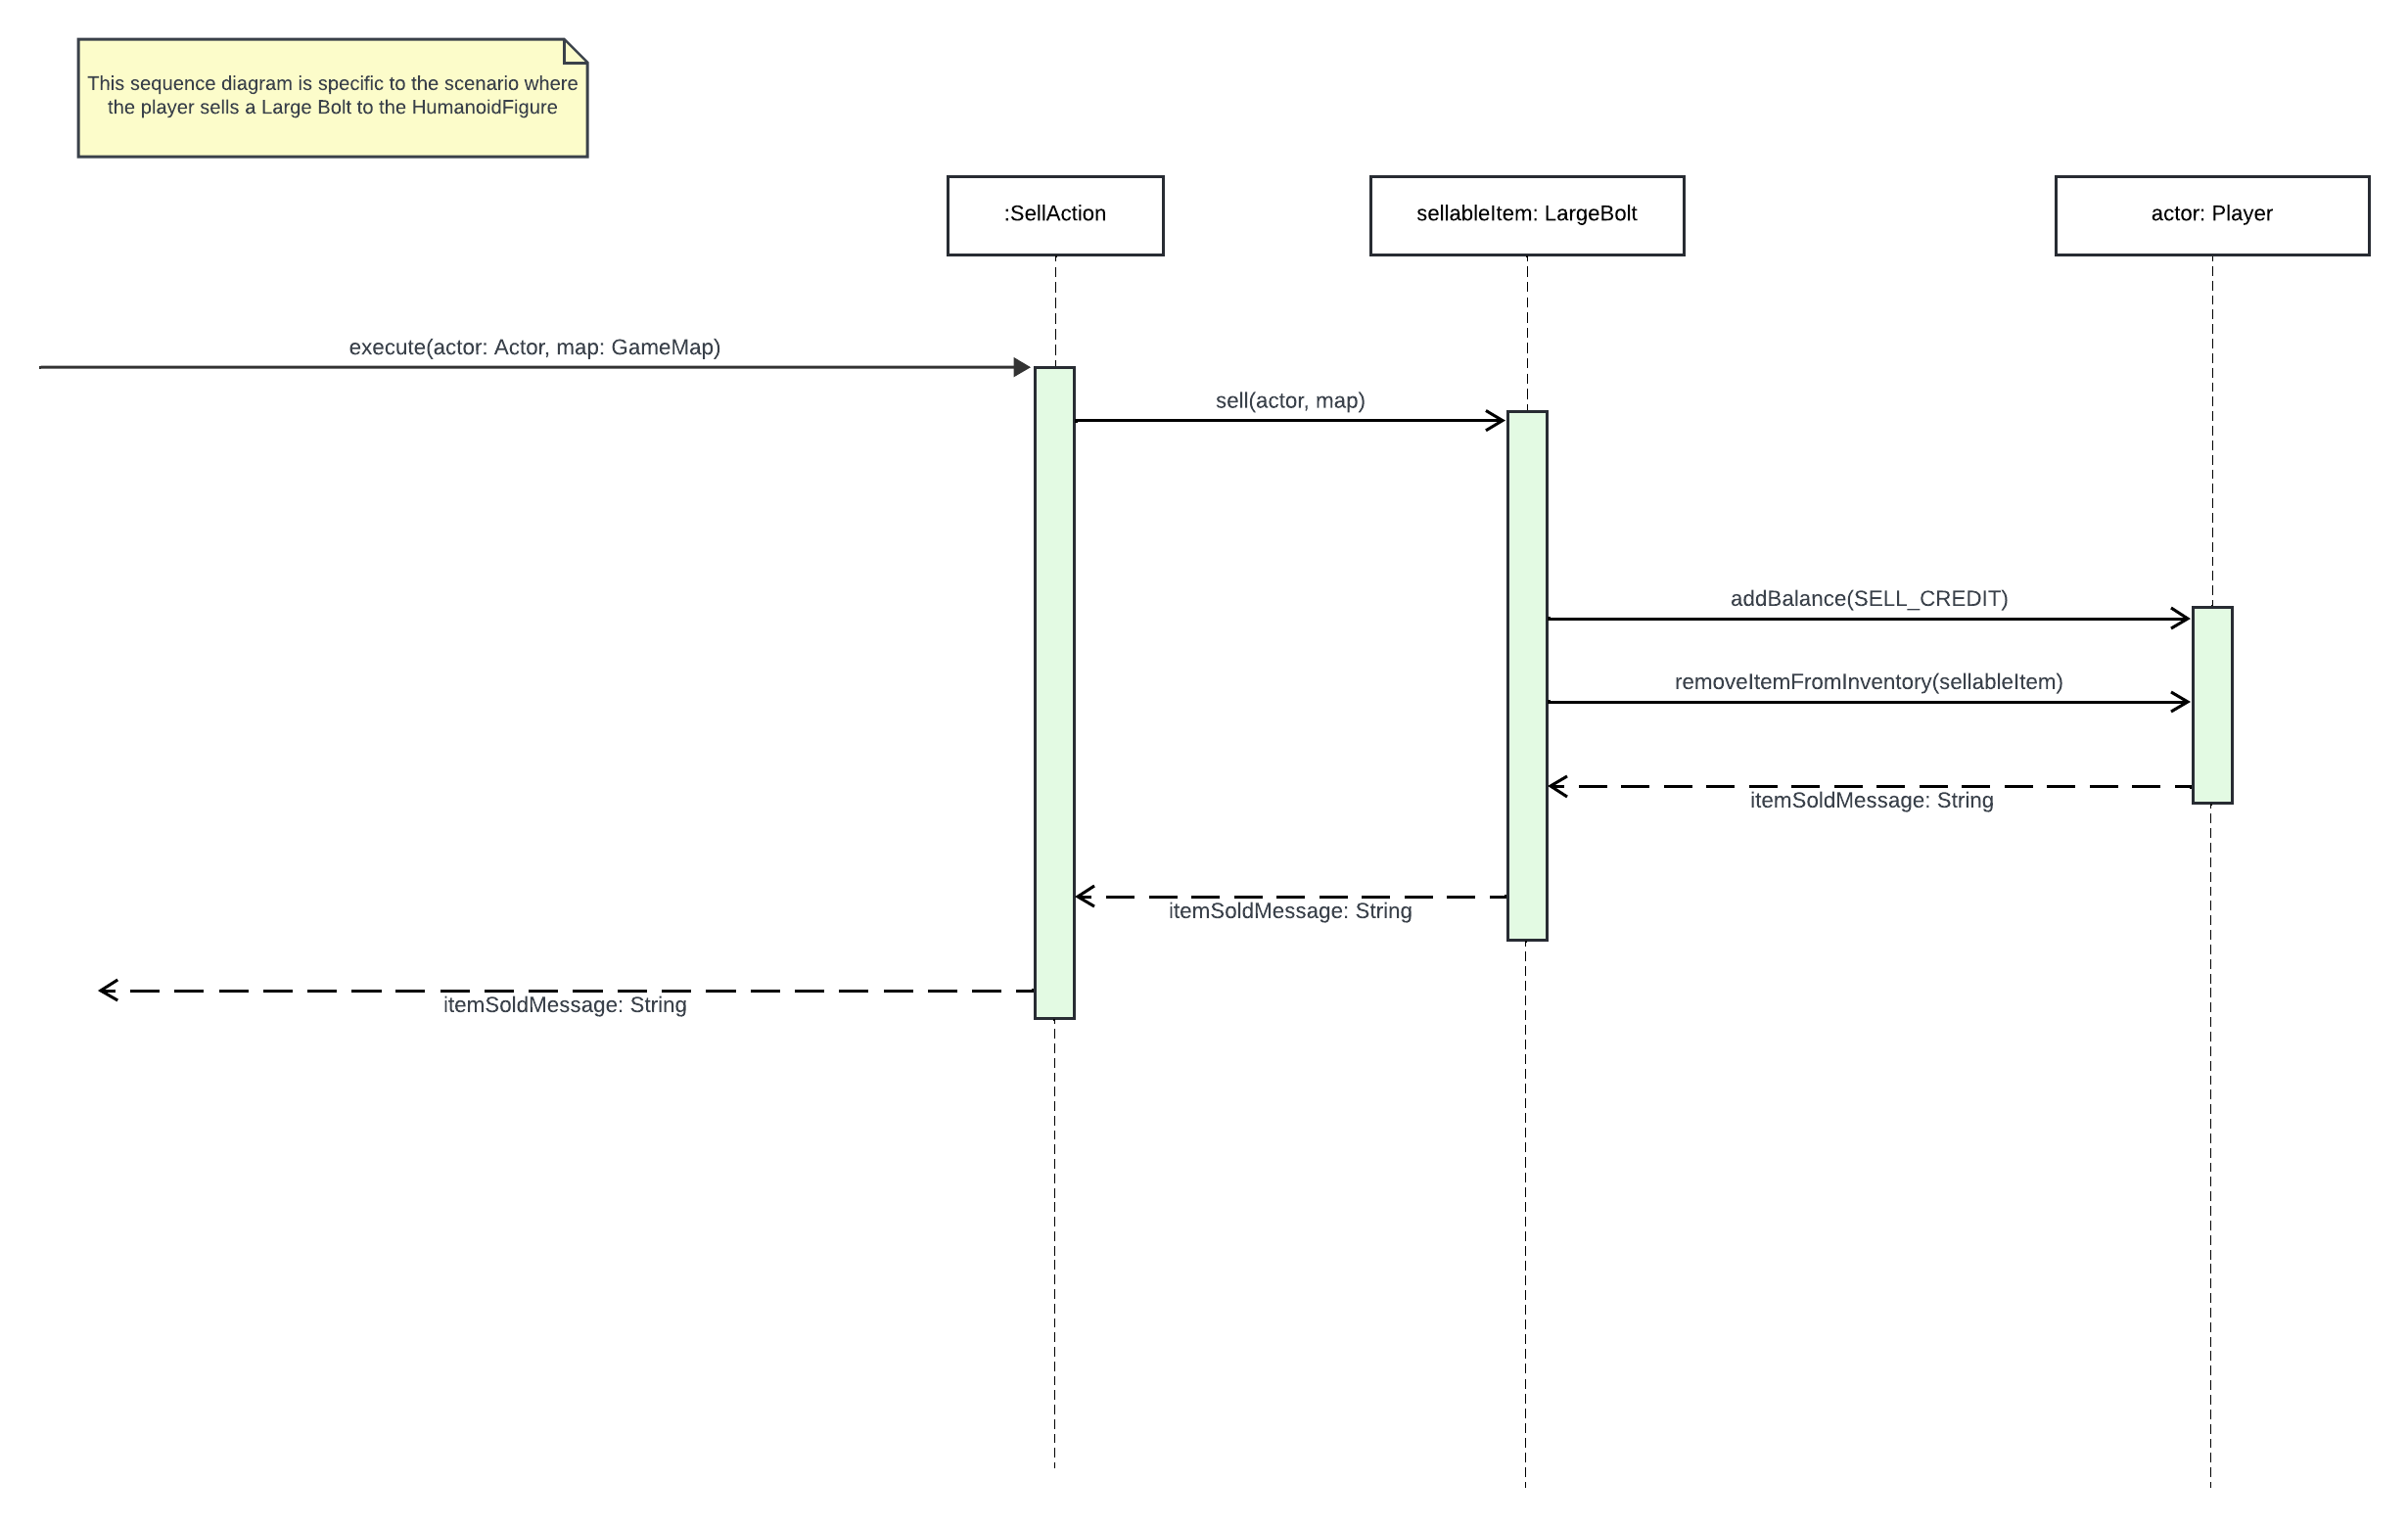 This sequence diagram is specific to the scenario where
the player sells a Large Bolt to the HumanoidFigure
:SellAction
sellableItem: LargeBolt
actor: Player
execute(actor: Actor, map: GameMap)
sell(actor, map)
addBalance(SELL_CREDIT)
removeItemFromInventory(sellableItem)
itemSoldMessage: String
itemSoldMessage: String
itemSoldMessage: String